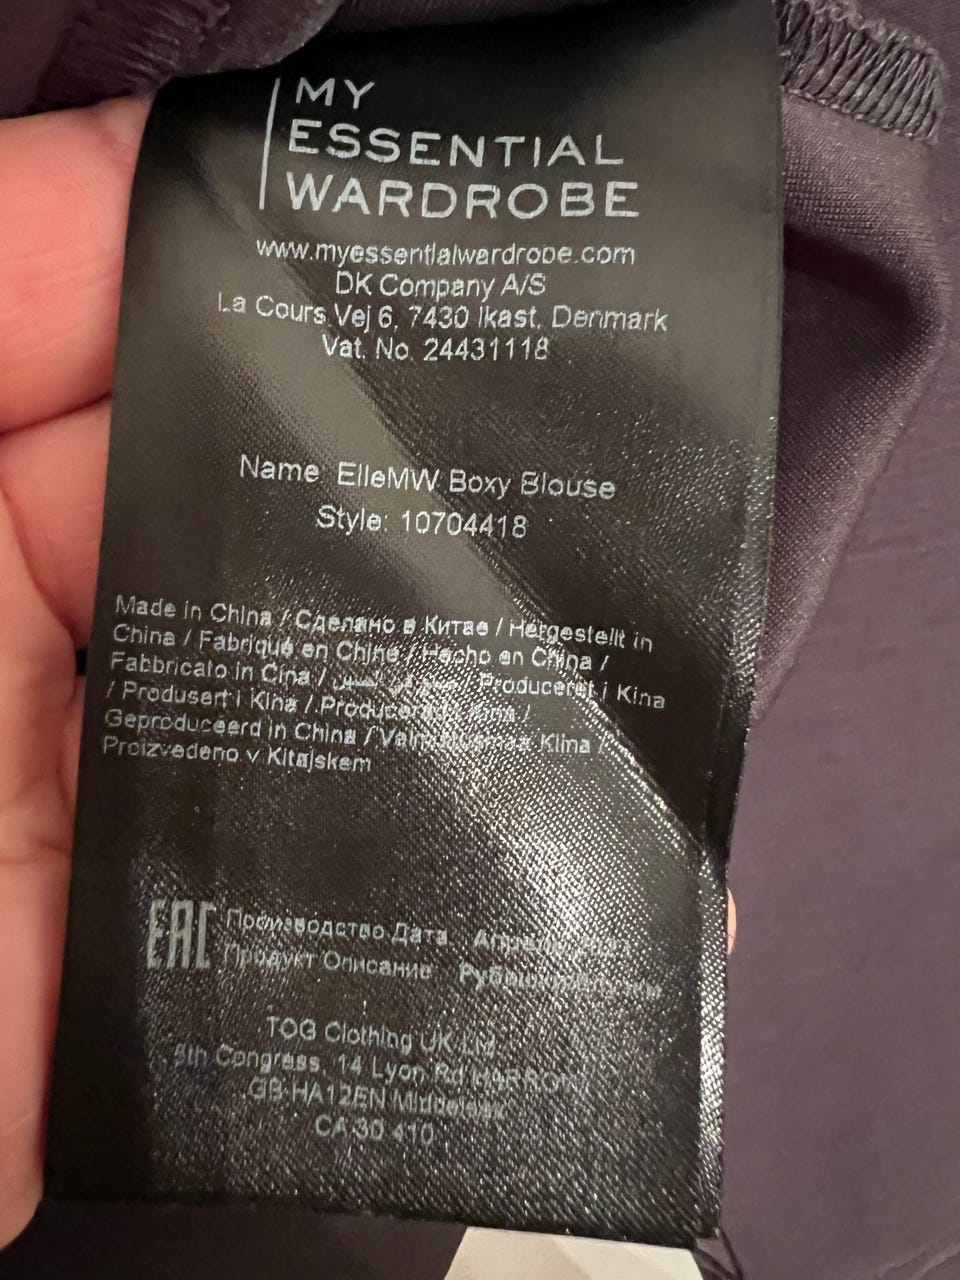 MY
ESSENTIAL
WARDROBE
www.myessentialwardrobe.com
DK Company A/S
La Cours Vej 6, 7430 Ikast, Denmark
Vat. No. 24431118
Name ElleMW Boxy Blouse
Style: 10704418
Made in China / Сделано в Китае / Hergestellt in
China / Fabriqué en Chine / Hecho en China /
Fabbricato in Cina / / Produceret i Kina
/ Produsert i Kina / Kina /
Geproduceerd in China / Kiina /
Proizvedeno v Kitajskem
EAC
Производство Дата
Продукт Описание
TOG Clothing UK Ltd
Congress, 14 Lyon Rd HARROW
GB-HA12EN Middelsex
CA 30 410